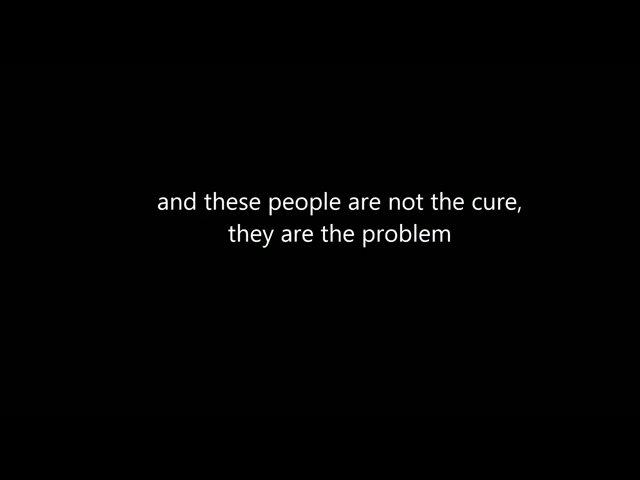 and these people are not the cure,
they are the problem